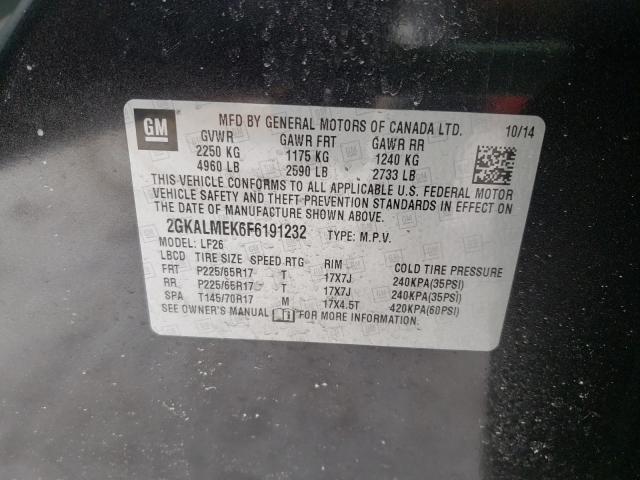 GM
MFD BY GENERAL MOTORS OF CANADA LTD. 10/14
GVWR GAWR FRT GAWR RR
2250 KG 1175 KG 1240 KG
4960 LB 2590 LB 2733 LB
THIS VEHICLE CONFORMS TO ALL APPLICABLE U.S. FEDERAL MOTOR
VEHICLE SAFETY AND THEFT PREVENTION STANDARDS IN EFFECT ON
THE DATE OF MANUFACTURE SHOWN ABOVE.
2GKALMEK6F6191232 TYPE: M.P.V.
MODEL: LF26
LBCD TIRE SIZE SPEED RTG RIM COLD TIRE PRESSURE
FRT P225/65R17 T 17X7J 240KPA(35PSI)
RR P225/65R17 T 17X7J 240KPA(35PSI)
SPA T145/70R17 M 17X4.5T 420KPA(60PSI)
SEE OWNER'S MANUAL FOR MORE INFORMATION.